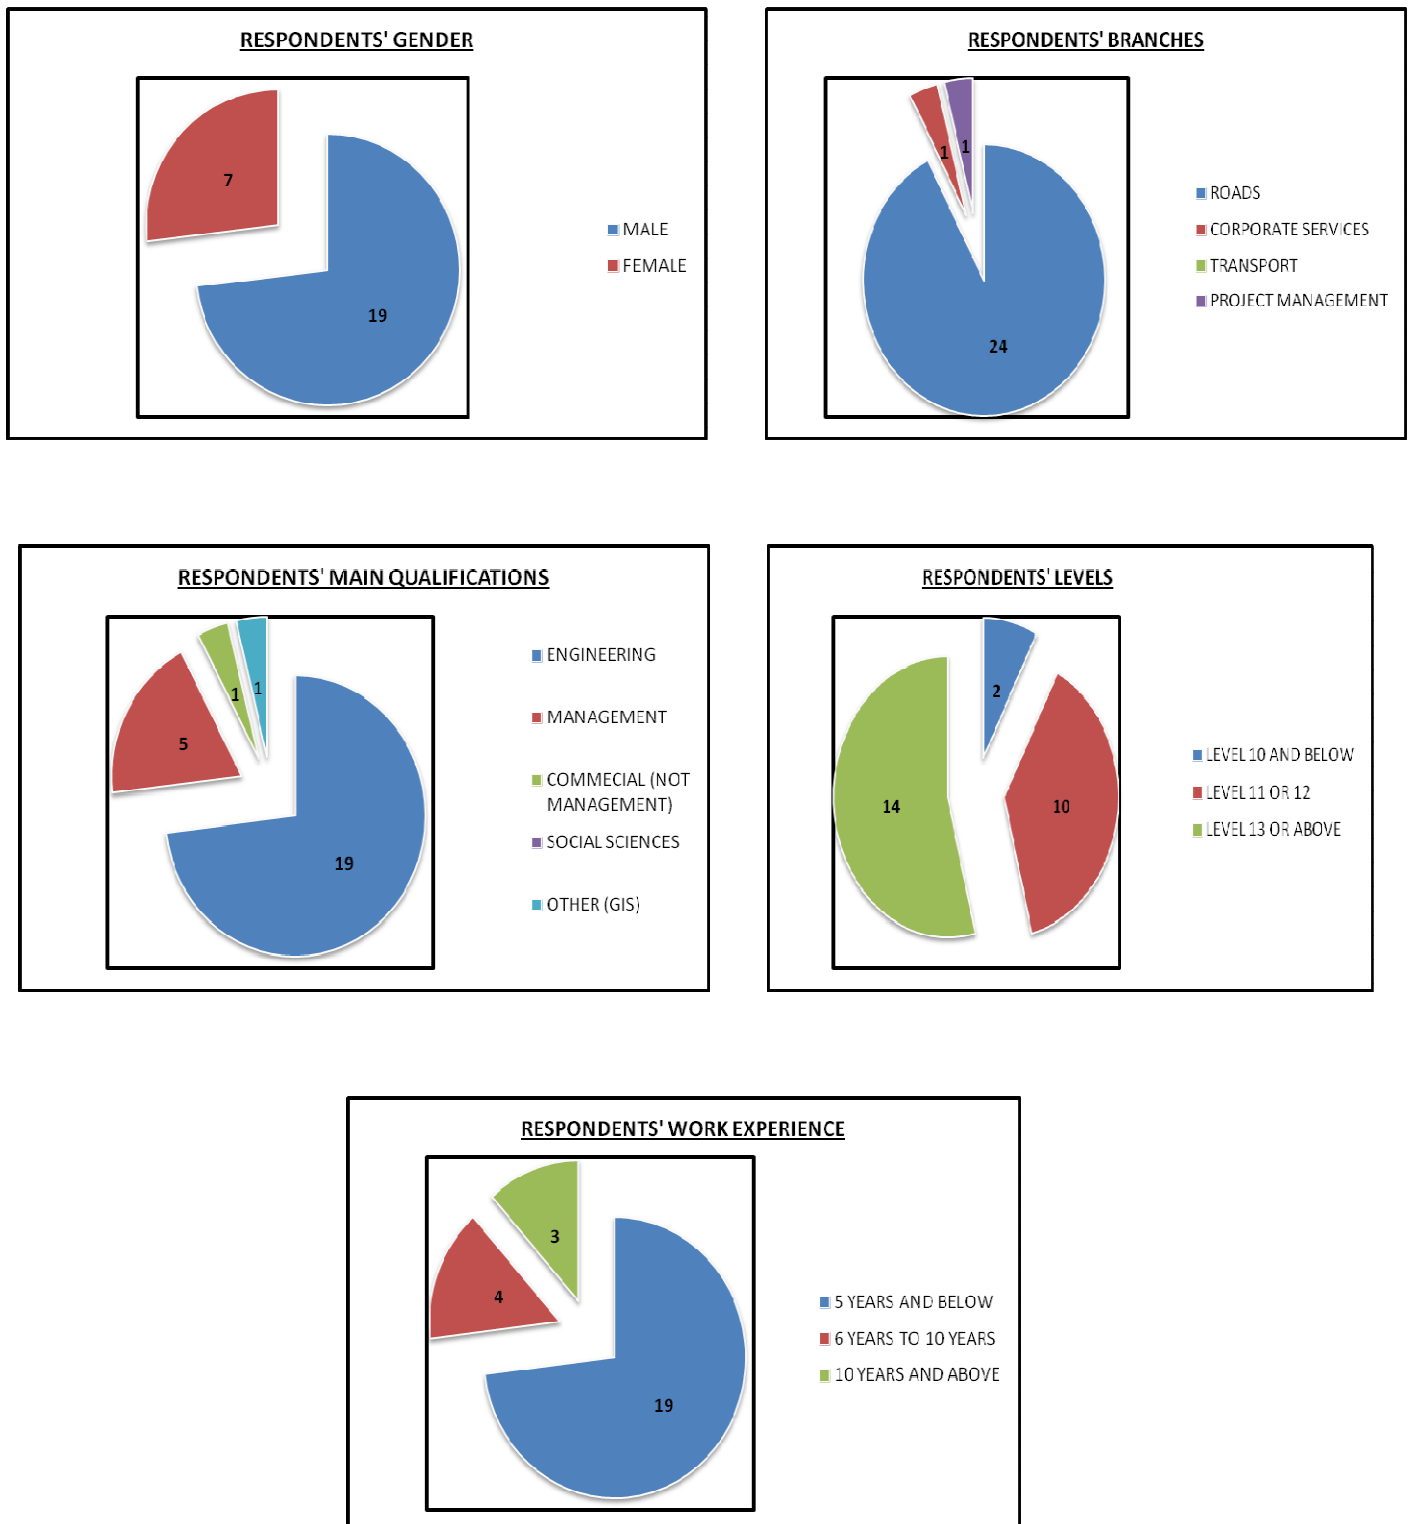 RESPONDENTS' GENDER
7
19
MALE
FEMALE
RESPONDENTS' BRANCHES
1
1
24
ROADS
CORPORATE SERVICES
TRANSPORT
PROJECT MANAGEMENT
RESPONDENTS' MAIN QUALIFICATIONS
1
1
5
19
ENGINEERING
MANAGEMENT
COMMECIAL (NOT
MANAGEMENT)
SOCIAL SCIENCES
OTHER (GIS)
RESPONDENTS' LEVELS
2
14
10
LEVEL 10 AND BELOW
LEVEL 11 OR 12
LEVEL 13 OR ABOVE
RESPONDENTS' WORK EXPERIENCE
3
4
19
5 YEARS AND BELOW
6 YEARS TO 10 YEARS
10 YEARS AND ABOVE